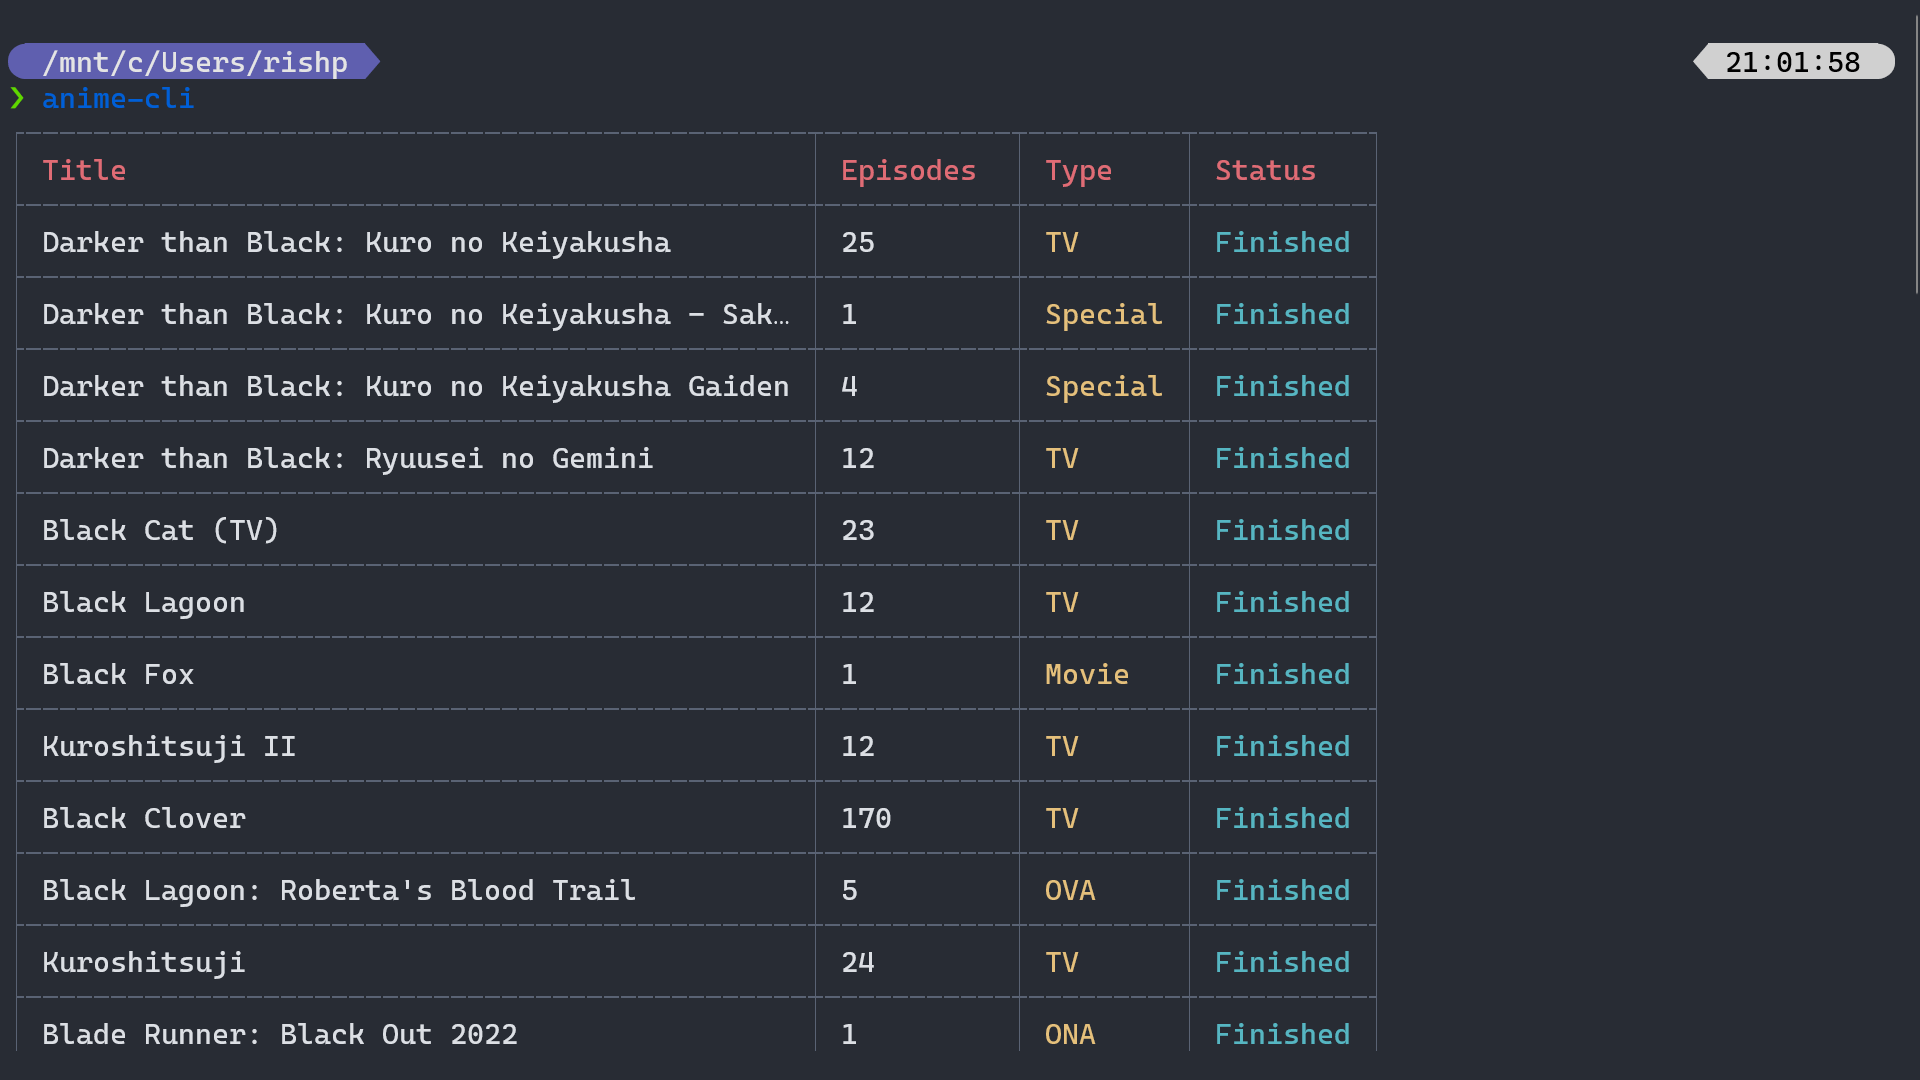 /mnt/c/Users/rishp 21:01:58
❯ anime-cli
Title Episodes Type Status
Darker than Black: Kuro no Keiyakusha 25 TV Finished
Darker than Black: Kuro no Keiyakusha - Sak… 1 Special Finished
Darker than Black: Kuro no Keiyakusha Gaiden 4 Special Finished
Darker than Black: Ryuusei no Gemini 12 TV Finished
Black Cat (TV) 23 TV Finished
Black Lagoon 12 TV Finished
Black Fox 1 Movie Finished
Kuroshitsuji II 12 TV Finished
Black Clover 170 TV Finished
Black Lagoon: Roberta's Blood Trail 5 OVA Finished
Kuroshitsuji 24 TV Finished
Blade Runner: Black Out 2022 1 ONA Finished